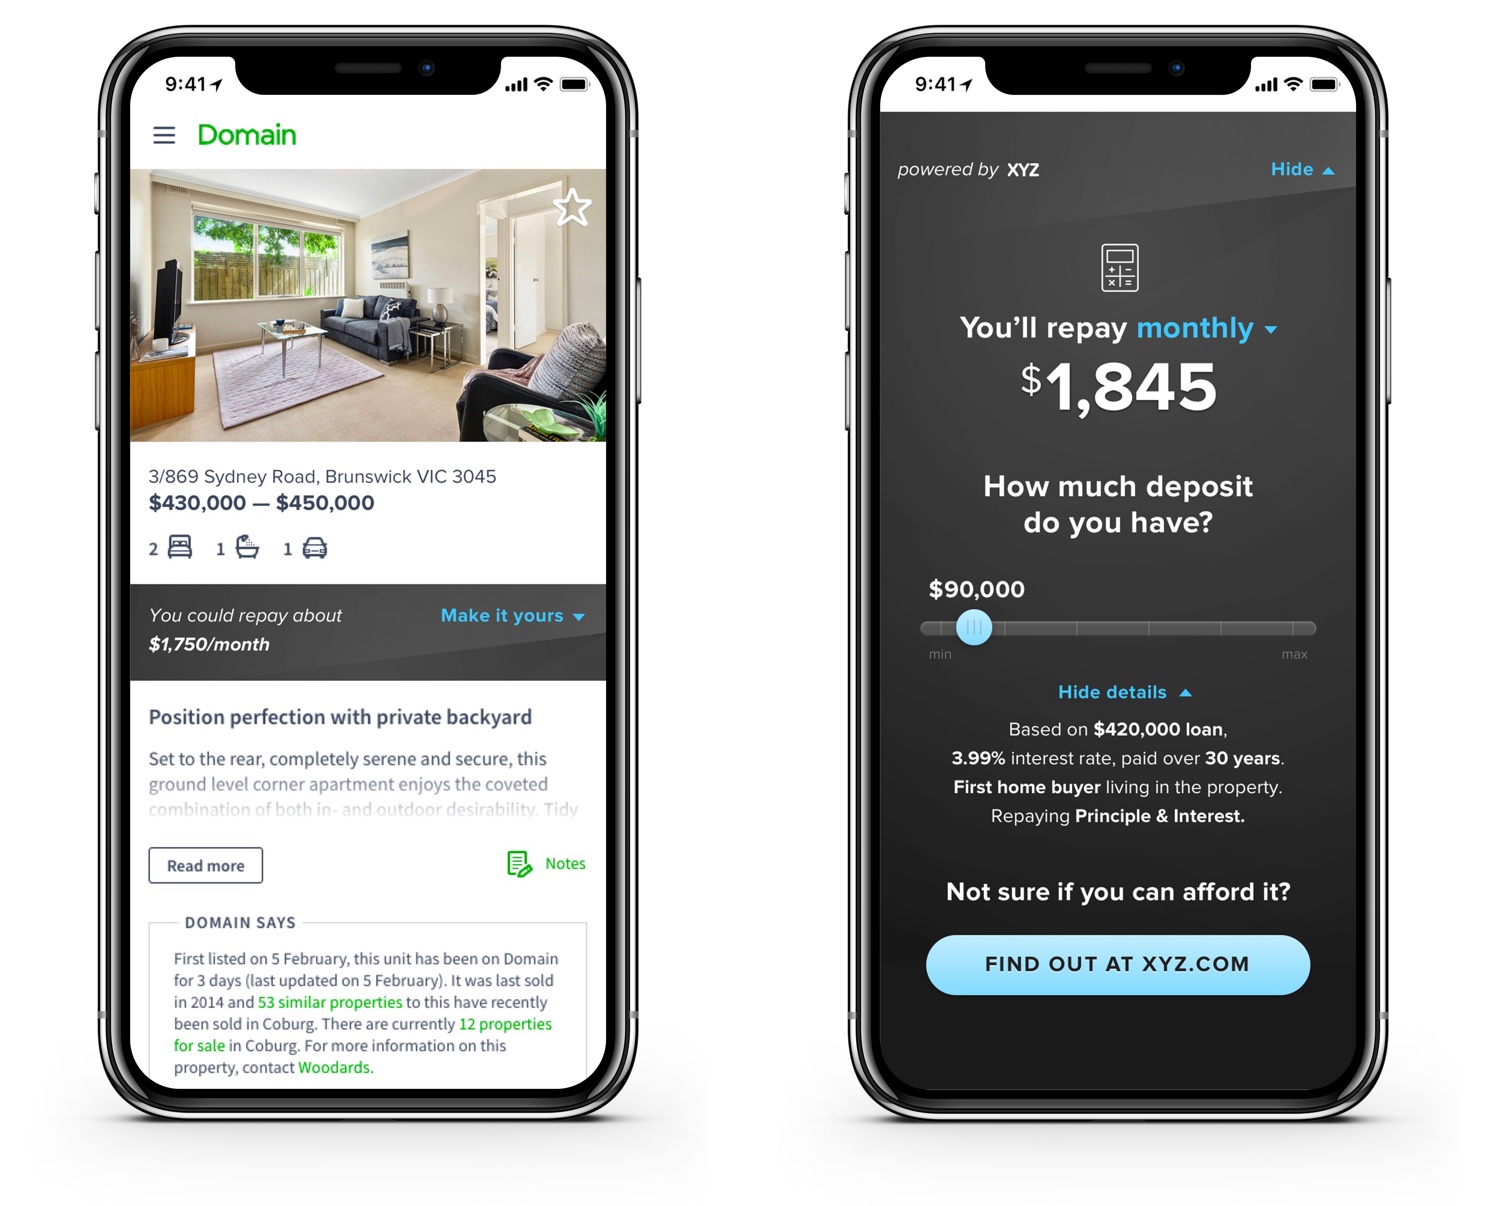 9:41
Domain
3/869 Sydney Road, Brunswick VIC 3045
$430,000 — $450,000
2 1 1
You could repay about
Make it yours
$1,750/month
Position perfection with private backyard
Set to the rear, completely serene and secure, this
ground level corner apartment enjoys the coveted
combination of both in- and outdoor desirability. Tidy
Read more
Notes
DOMAIN SAYS
First listed on 5 February, this unit has been on Domain
for 3 days (last updated on 5 February). It was last sold
in 2014 and 53 similar properties to this have recently
been sold in Coburg. There are currently 12 properties
for sale in Coburg. For more information on this
property, contact Woodards.
9:41
powered by XYZ
Hide
You’ll repay monthly
$1,845
How much deposit
do you have?
$90,000
min
max
Hide details
Based on $420,000 loan,
3.99% interest rate, paid over 30 years.
First home buyer living in the property.
Repaying Principle & Interest.
Not sure if you can afford it?
FIND OUT AT XYZ.COM